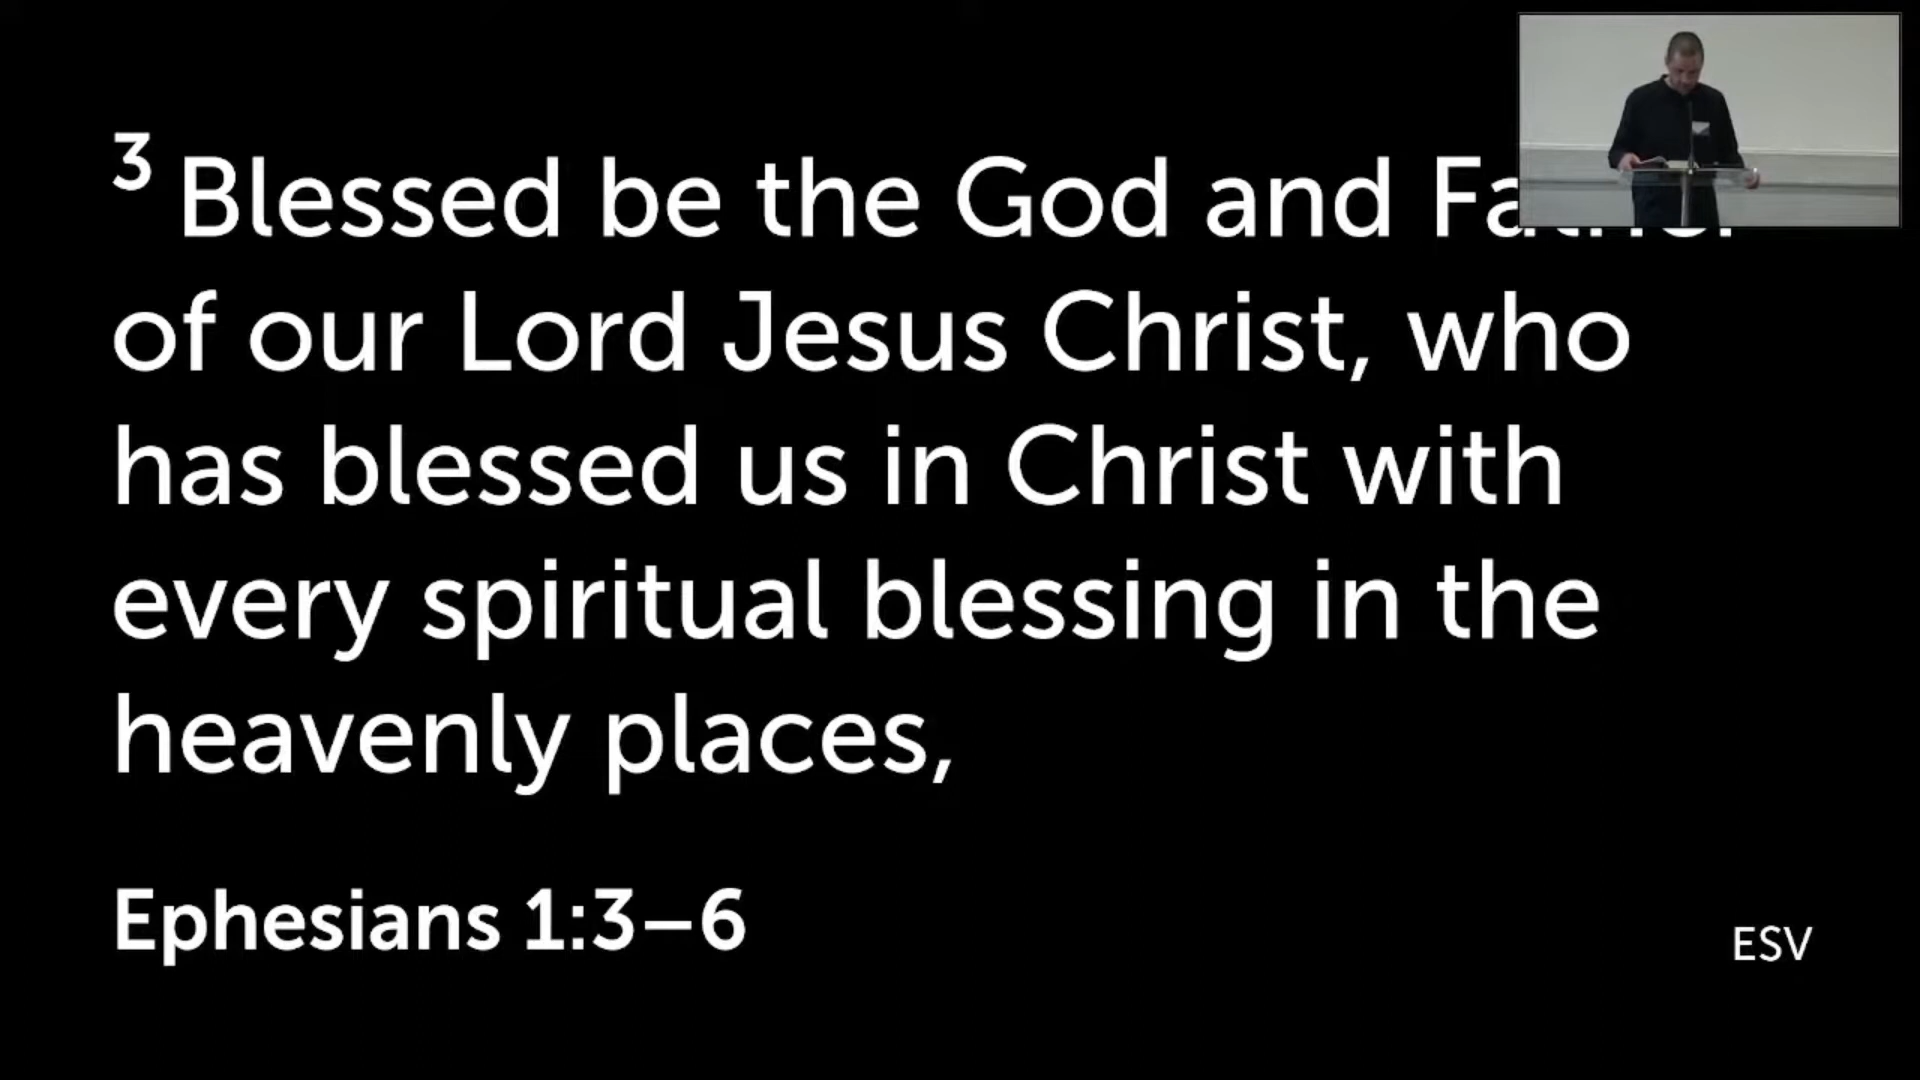 3 Blessed be the God and
of our Lord Jesus Christ, who
has blessed us in Christ with
every spiritual blessing in the
heavenly places,
Ephesians 1:3–6
ESV